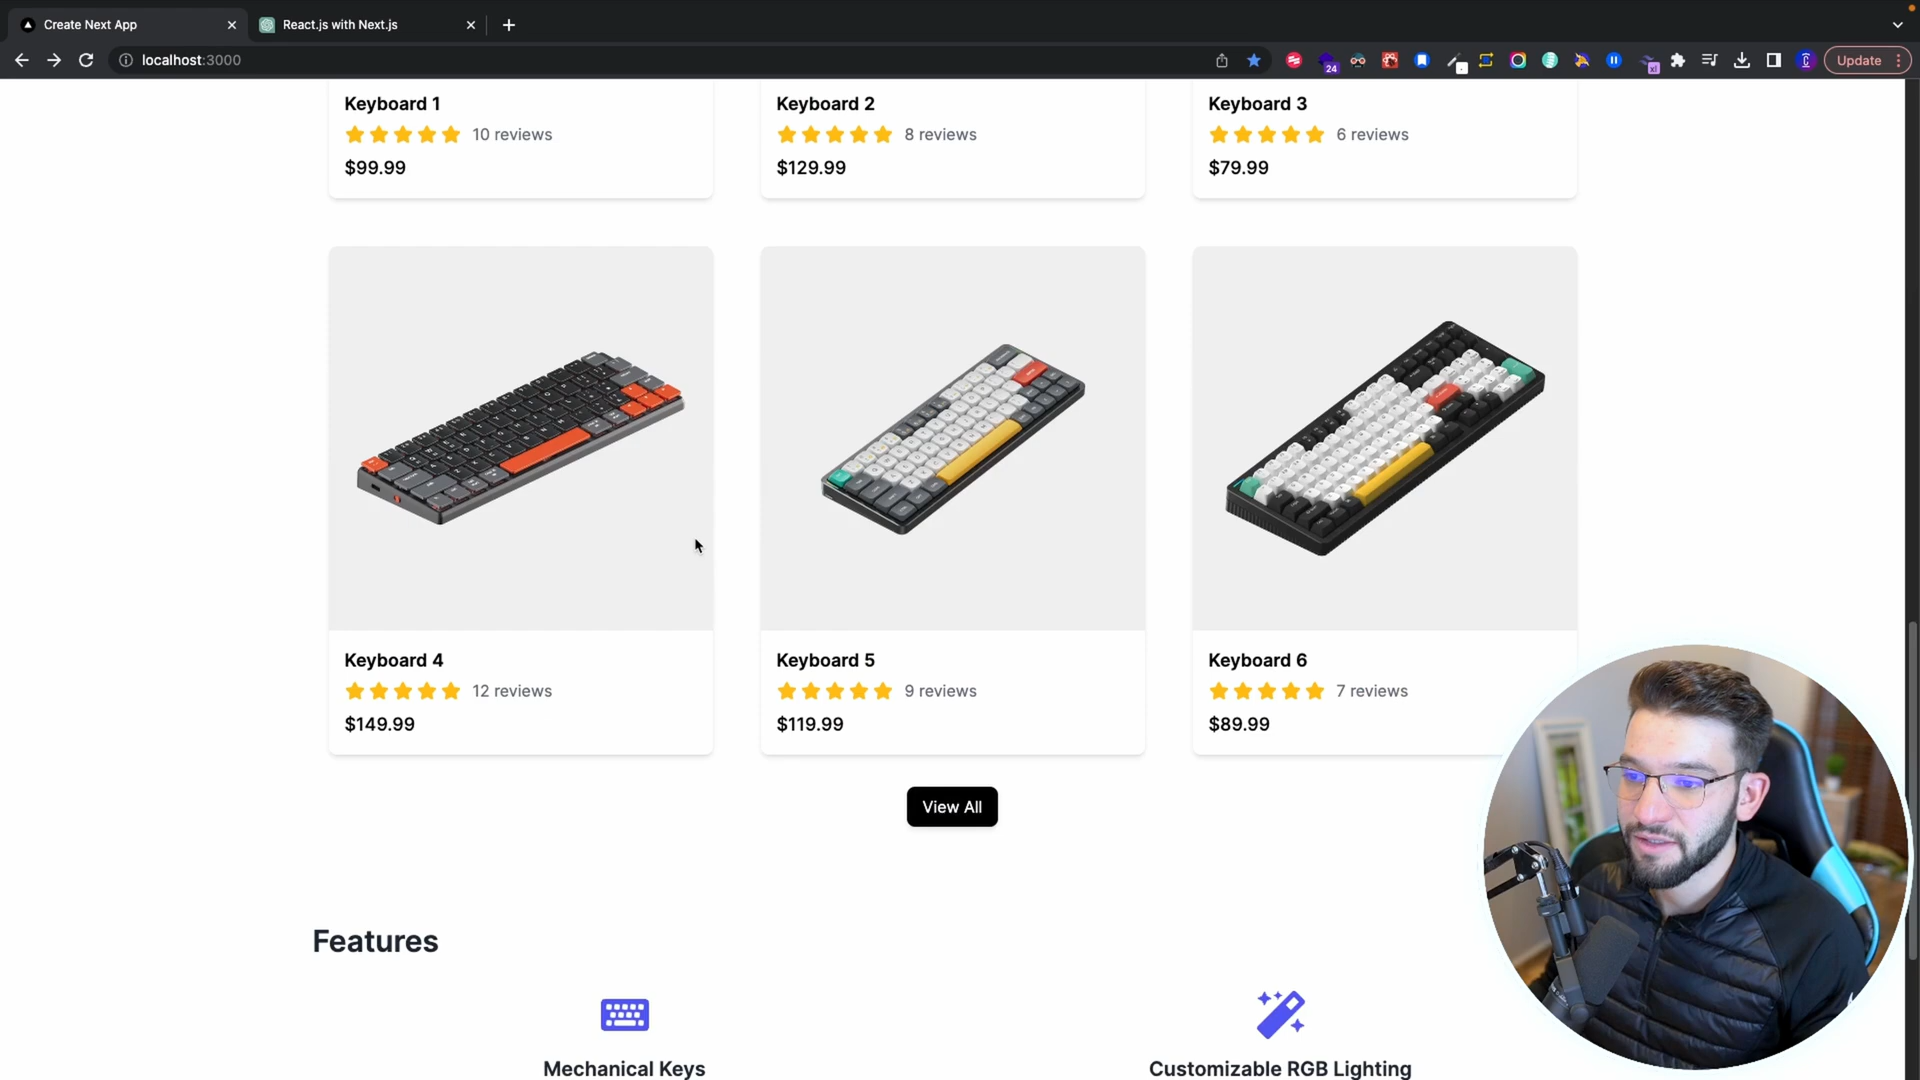 Create Next App
React.js with Next.js
localhost:3000
24
Update
Keyboard 1
10 reviews
$99.99
Keyboard 2
8 reviews
$129.99
Keyboard 3
6 reviews
$79.99
Keyboard 4
12 reviews
$149.99
Keyboard 5
9 reviews
$119.99
Keyboard 6
7 reviews
$89.99
View All
Features
Mechanical Keys
Customizable RGB Lighting